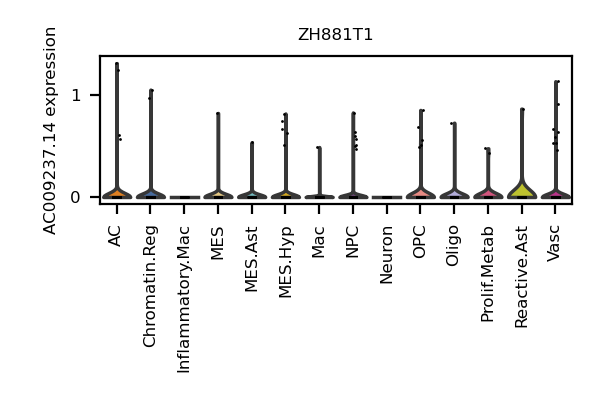 ZH881T1
AC009237.14 expression
1
0
AC
Chromatin.Reg
Inflammatory.Mac
MES
MES.Ast
MES.Hyp
Mac
NPC
Neuron
OPC
Oligo
Prolif.Metab
Reactive.Ast
Vasc